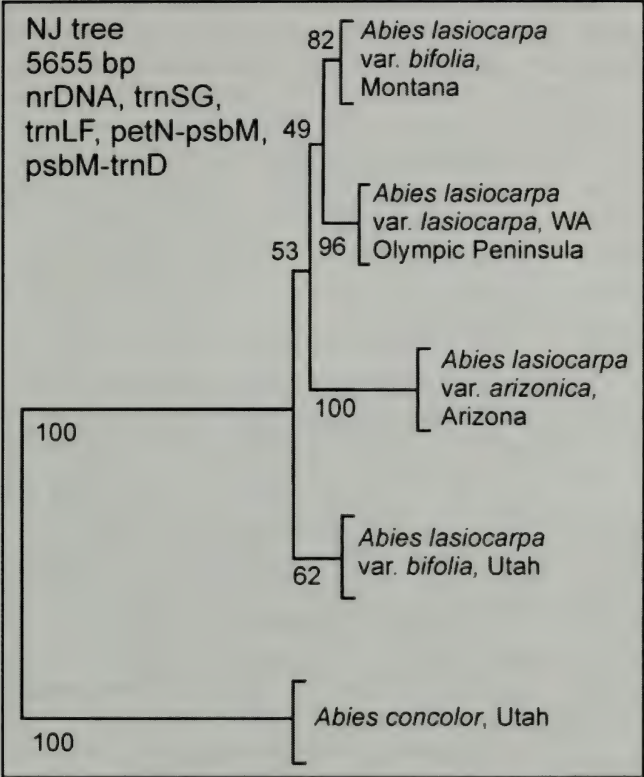 NJ tree
5655 bp
nrDNA, trnSG,
trnLF, petN-psbM,
psbM-trnD
82
Abies lasiocarpa
var. bifolia,
Montana
49
Abies lasiocarpa
var. lasiocarpa, WA
Olympic Peninsula
96
53
Abies lasiocarpa
var. arizonica,
Arizona
100
100
Abies lasiocarpa
var. bifolia, Utah
62
Abies concolor, Utah
100